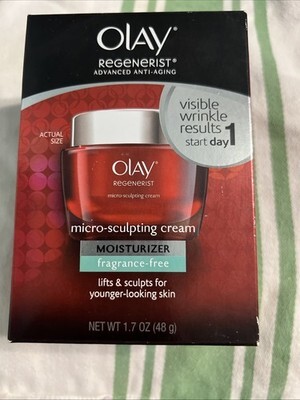 OLAY®
REGENERIST®
ADVANCED ANTI-AGING
visible
wrinkle
results
start day 1
ACTUAL
SIZE
OLAY
REGENERIST
micro-sculpting cream
micro-sculpting cream
MOISTURIZER
fragrance-free
lifts & sculpts for
younger-looking skin
NET WT 1.7 OZ (48 g)